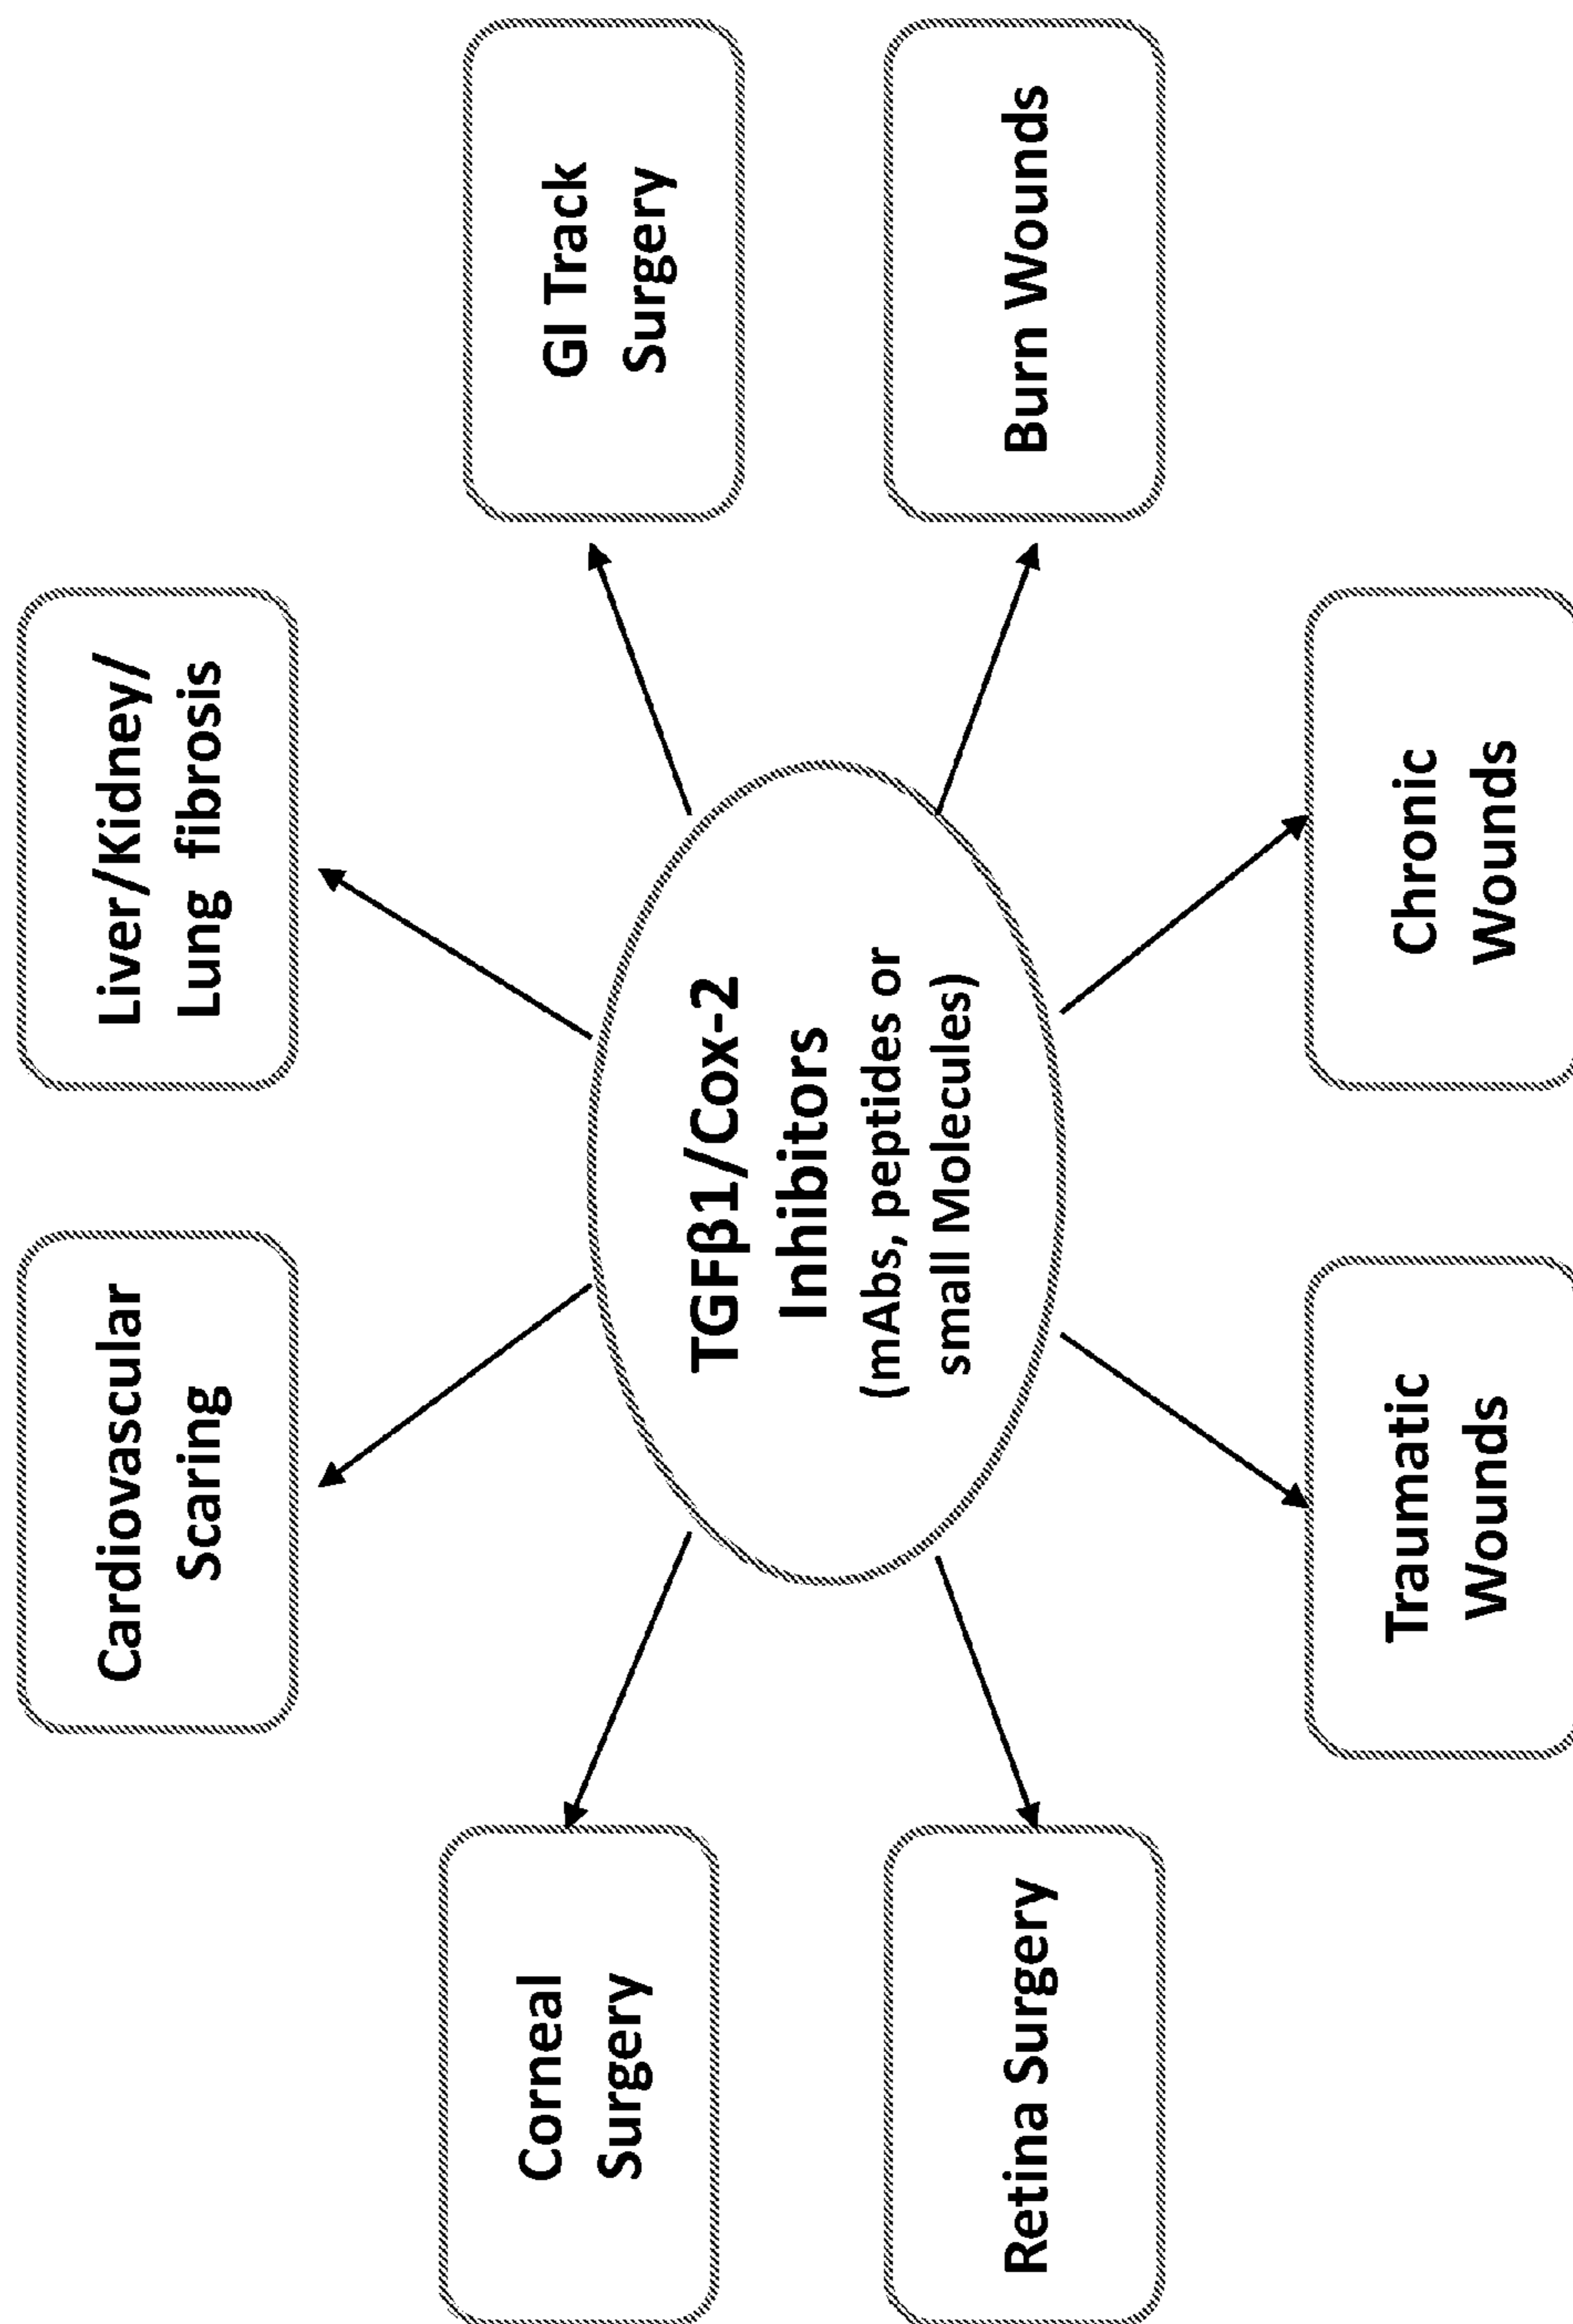 Cardiovascular
Scaring
Liver/Kidney/
Lung fibrosis
Corneal
Surgery
GI Track
Surgery
TGFβ1/Cox-2
Inhibitors
(mAbs, peptides or
small Molecules)
Retina Surgery
Burn Wounds
Traumatic
Wounds
Chronic
Wounds